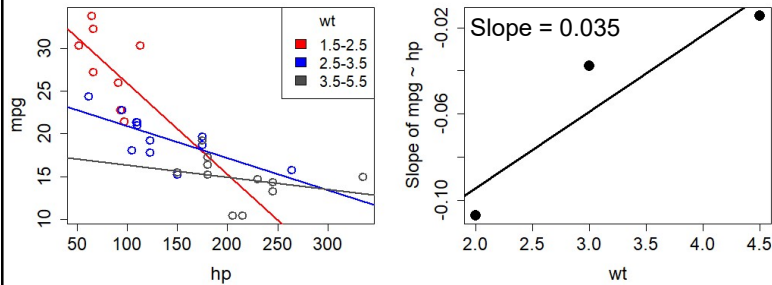 wt
1.5-2.5
2.5-3.5
3.5-5.5
mpg
30
25
20
15
10
50 100 150 200 250 300
hp
Slope = 0.035
Slope of mpg ~ hp
-0.02
-0.06
-0.10
2.0 2.5 3.0 3.5 4.0 4.5
wt